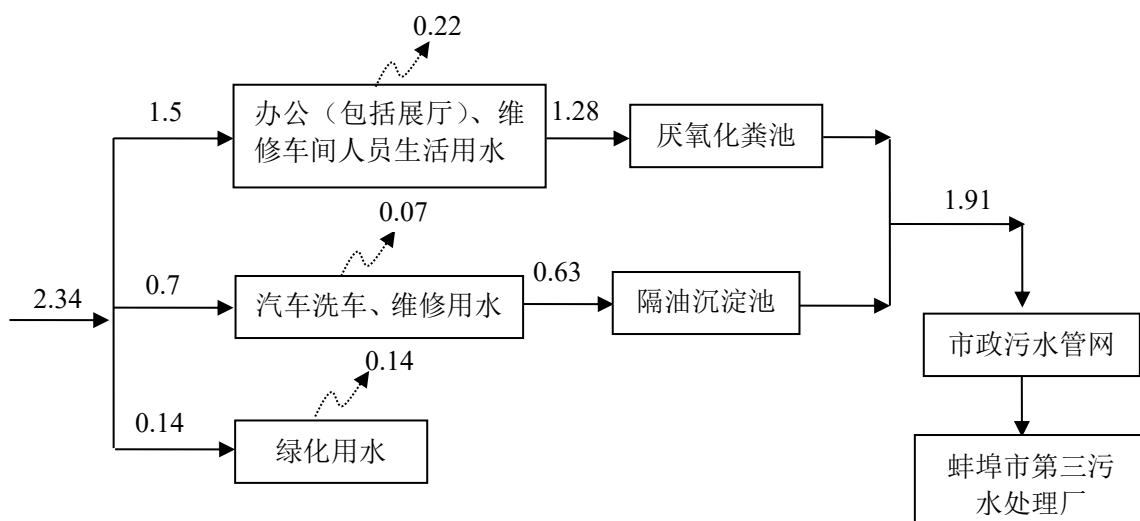 0.22
1.5
办公（包括展厅）、维
修车间人员生活用水
1.28
厌氧化粪池
1.91
0.07
2.34
0.7
汽车洗车、维修用水
0.63
隔油沉淀池
市政污水管网
0.14
0.14
绿化用水
蚌埠市第三污
水处理厂